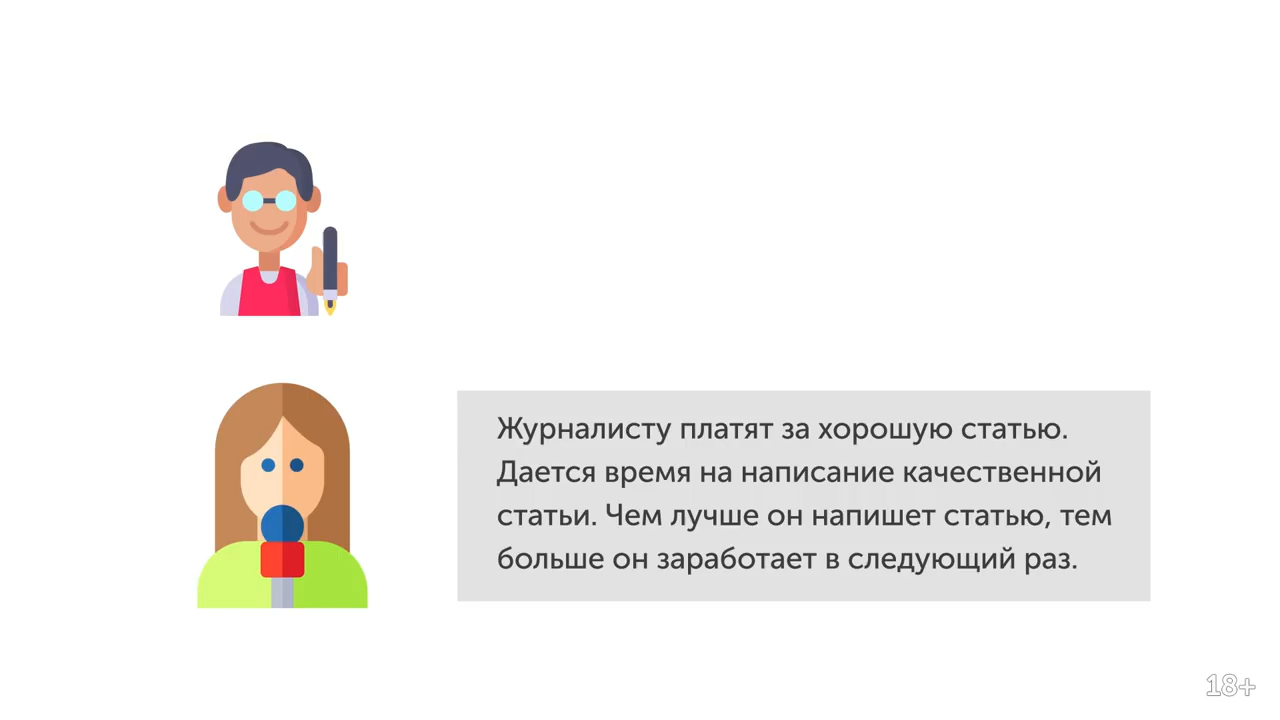 Журналисту платят за хорошую статью.
Дается время на написание качественной
статьи. Чем лучше он напишет статью, тем
больше он заработает в следующий раз.
18+